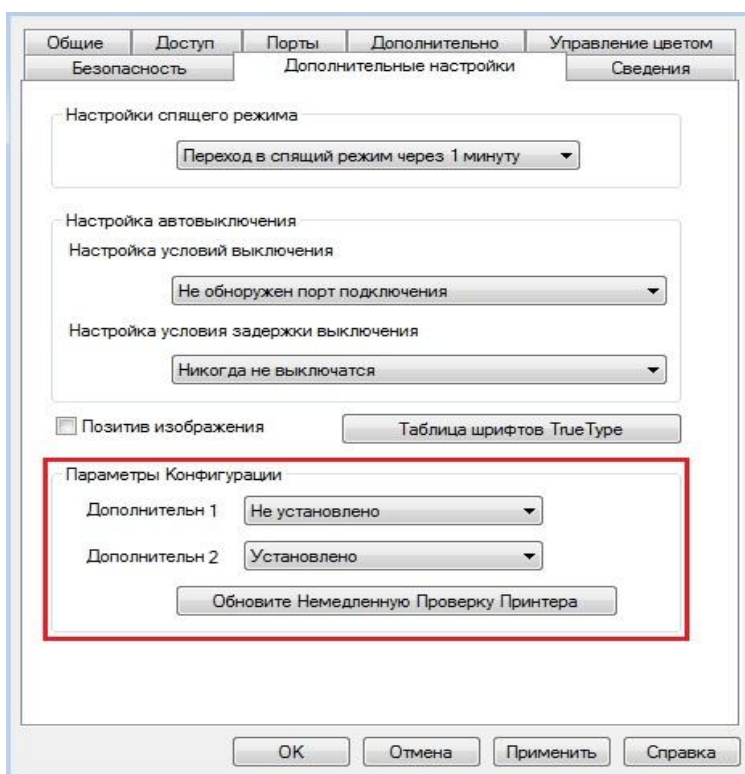 Общие Доступ Порты Дополнительно Управление цветом
Безопасность Дополнительные настройки Сведения
Настройки спящего режима
Переход в спящий режим через 1 минуту
Настройка автовыключения
Настройка условий выключения
Не обноружен порт подключения
Настройка условия задержки выключения
Никогда не выключатся
Позитив изображения Таблица шрифтов TrueType
Параметры Конфигурации
Дополнительн 1 Не установлено
Дополнительн 2 Установлено
Обновите Немедленную Проверку Принтера
OK Отмена Применить Справка